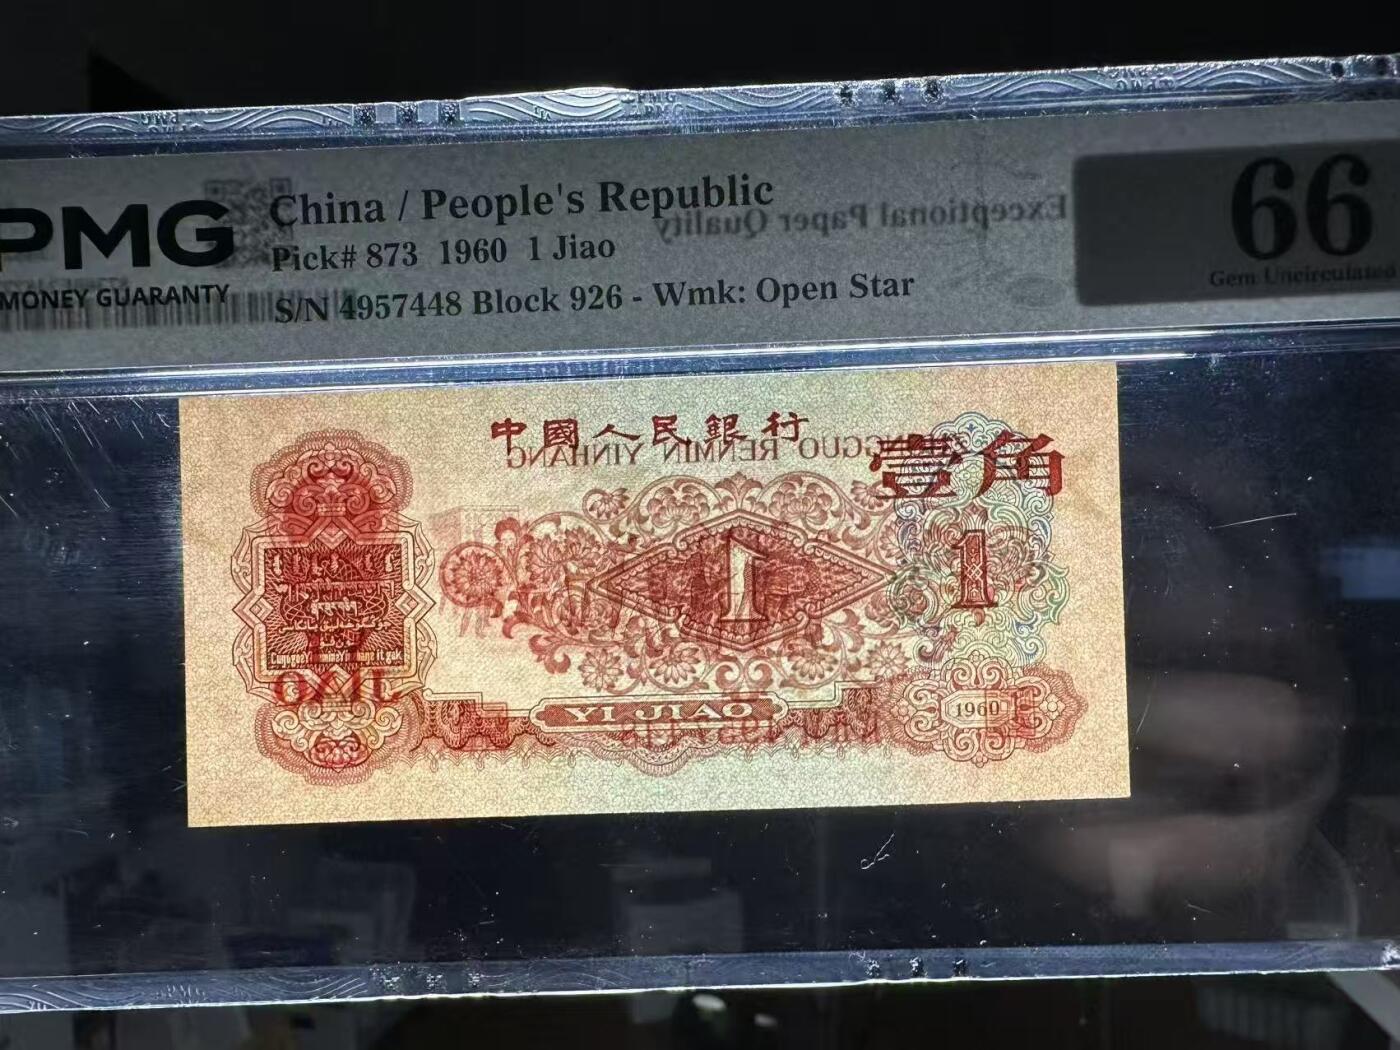 PMG
MONEY GUARANTY
China / People's Republic
Pick# 873 1960 1 Jiao
S/N 4957448 Block 926 - Wmk: Open Star
Exceptional Paper Quality
66
Gem Uncirculated
中國人民銀行
ZHONGGUO RENMIN YINHANG
壹角
1
1
YI JIAO
1960